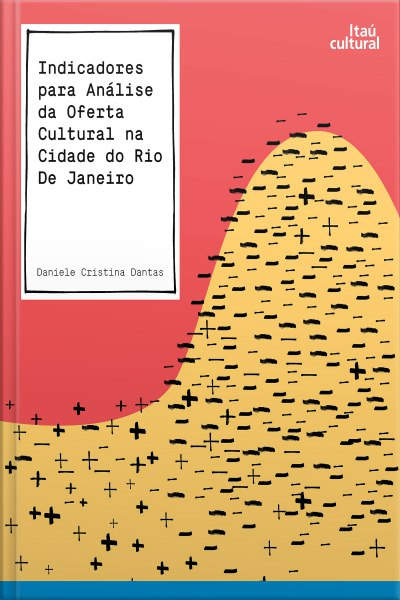 Itaú
cultural
Indicadores
para Análise
da Oferta
Cultural na
Cidade do Rio
De Janeiro
Daniele Cristina Dantas